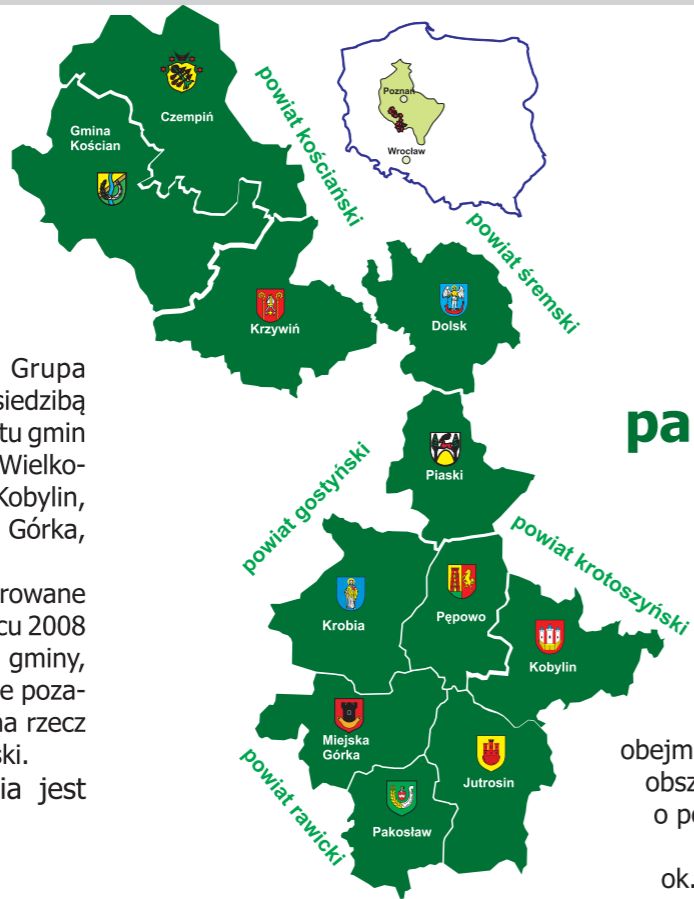 Czempiń
Gmina
Kościan
Krzywiń
powiat kościański
Poznań
Wrocław
powiat śremski
Dolsk
Piaski
powiat gostyński
powiat krotoszyński
Krobia
Pępowo
Kobylin
Miejska
Górka
Jutrosin
Pakosław
powiat rawicki
Grupa
siedzibą
tu gmin
Wielko-
Kobylin,
Górka,
rowane
cu 2008
gminy,
e poza-
na rzecz
ski.
ia jest
pa
obejm
obsz
o po
ok.